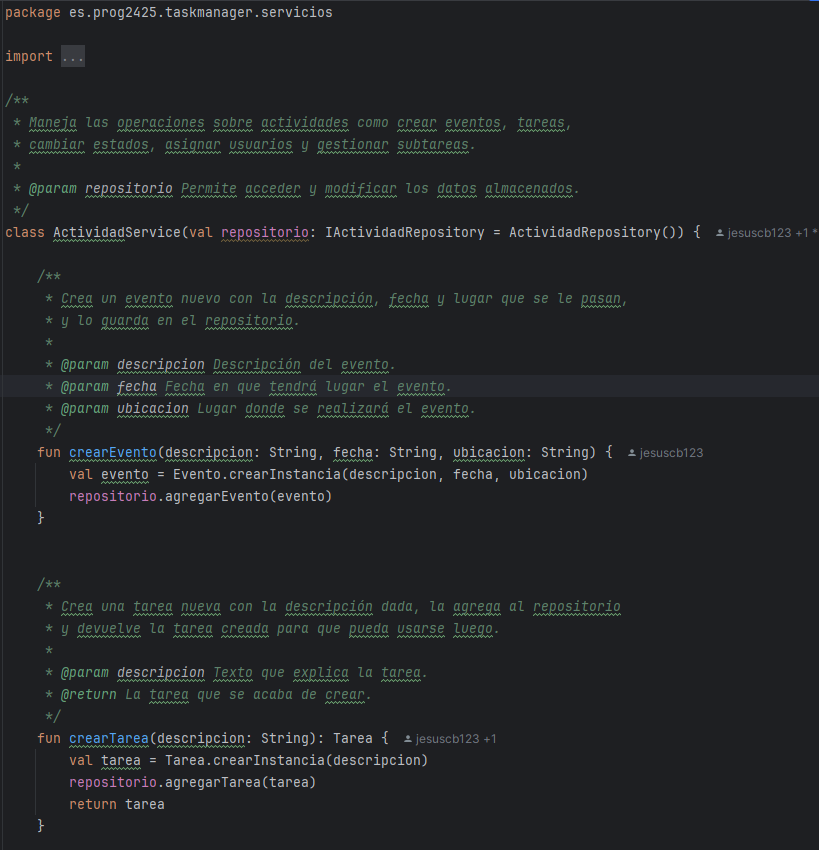 package es.prog2425.taskmanager.servicios
import ...
/**
 * Maneja las operaciones sobre actividades como crear eventos, tareas,
 * cambiar estados, asignar usuarios y gestionar subtareas.
 *
 * @param repositorio Permite acceder y modificar los datos almacenados.
 */
class ActividadService(val repositorio: IActividadRepository = ActividadRepository()) { jesuscb123 +1 *
    /**
     * Crea un evento nuevo con la descripción, fecha y lugar que se le pasan,
     * y lo guarda en el repositorio.
     *
     * @param descripcion Descripción del evento.
     * @param fecha Fecha en que tendrá lugar el evento.
     * @param ubicacion Lugar donde se realizará el evento.
     */
    fun crearEvento(descripcion: String, fecha: String, ubicacion: String) { jesuscb123
        val evento = Evento.crearInstancia(descripcion, fecha, ubicacion)
        repositorio.agregarEvento(evento)
    }
    /**
     * Crea una tarea nueva con la descripción dada, la agrega al repositorio
     * y devuelve la tarea creada para que pueda usarse luego.
     *
     * @param descripcion Texto que explica la tarea.
     * @return La tarea que se acaba de crear.
     */
    fun crearTarea(descripcion: String): Tarea { jesuscb123 +1
        val tarea = Tarea.crearInstancia(descripcion)
        repositorio.agregarTarea(tarea)
        return tarea
    }